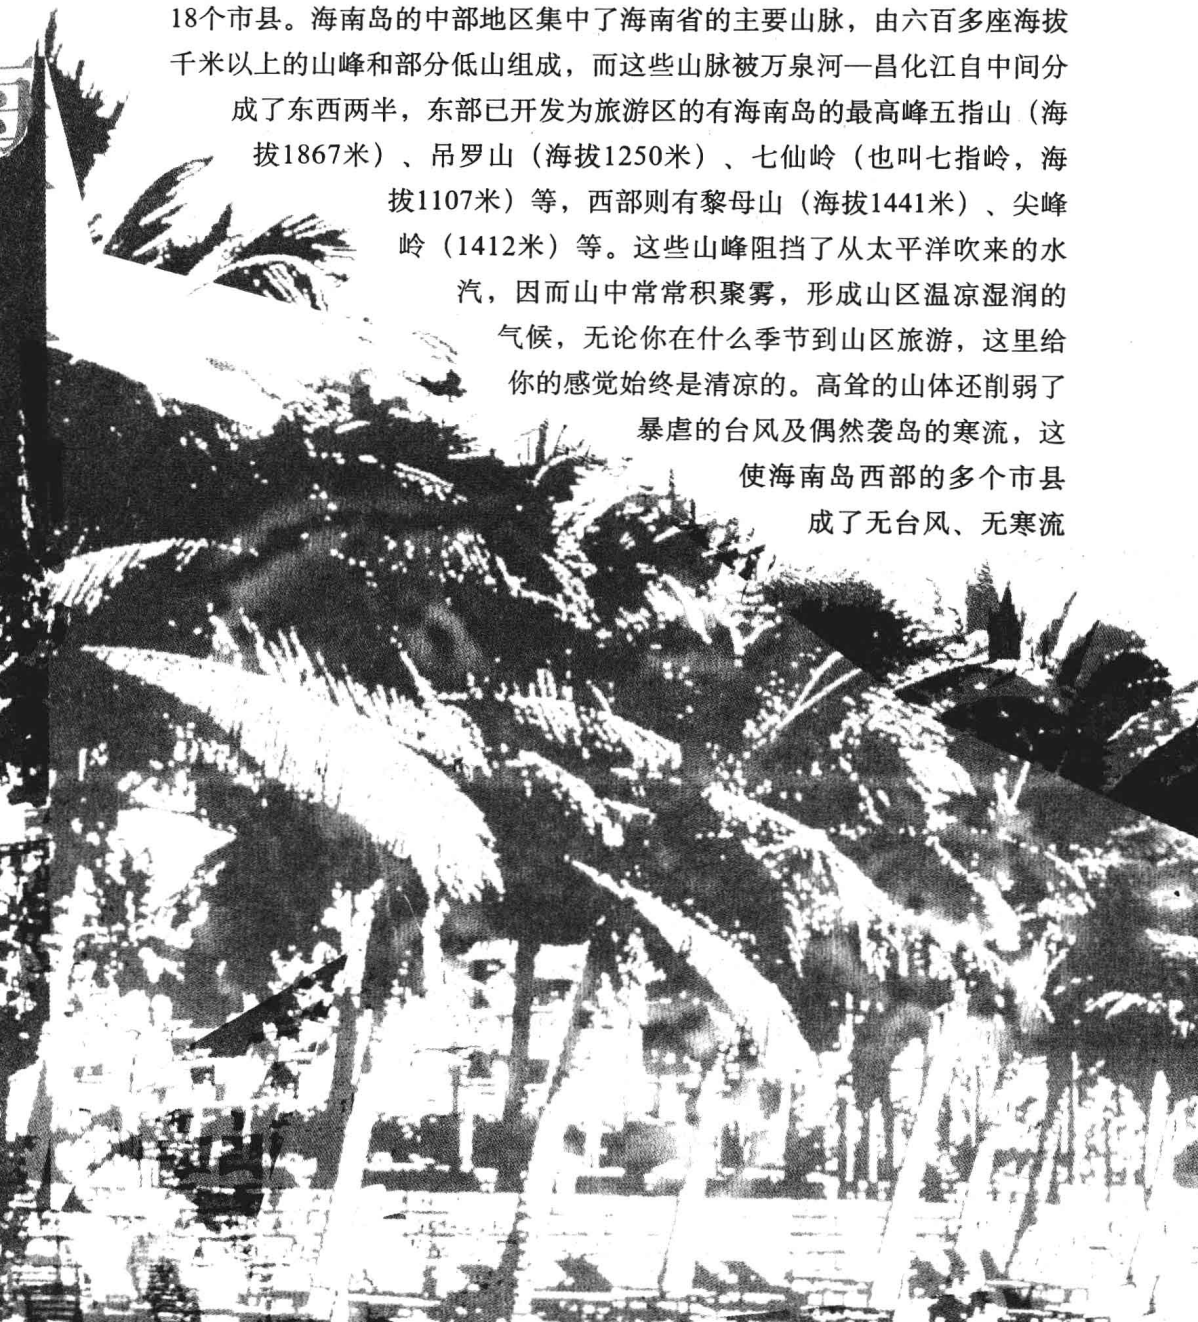 18个市县。海南岛的中部地区集中了海南省的主要山脉，由六百多座海拔
千米以上的山峰和部分低山组成，而这些山脉被万泉河—昌化江自中间分
成了东西两半，东部已开发为旅游区的有海南岛的最高峰五指山（海
拔1867米）、吊罗山（海拔1250米）、七仙岭（也叫七指岭，海
拔1107米）等，西部则有黎母山（海拔1441米）、尖峰
岭（1412米）等。这些山峰阻挡了从太平洋吹来的水
汽，因而山中常常积聚雾，形成山区温凉湿润的
气候，无论你在什么季节到山区旅游，这里给
你的感觉始终是清凉的。高耸的山体还削弱了
暴虐的台风及偶然袭岛的寒流，这
使海南岛西部的多个市县
成了无台风、无寒流